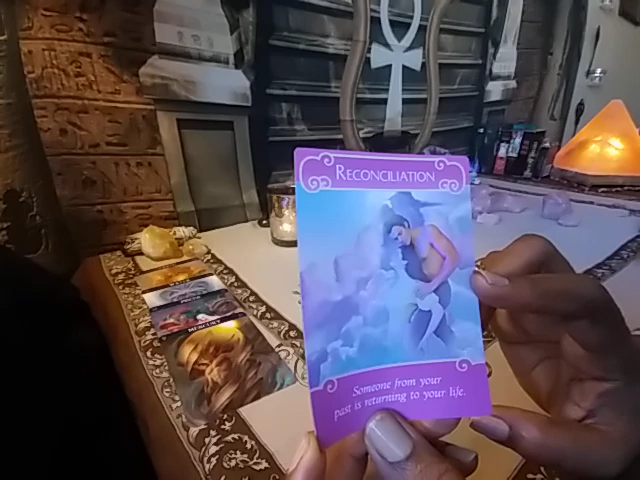 RECONCILIATION
Someone from your
past is returning to your life.
MERCURY